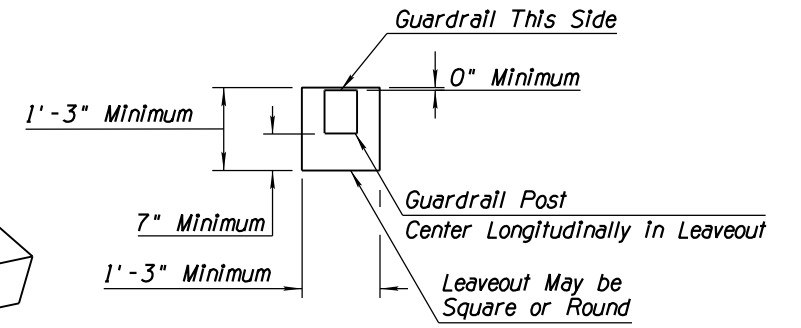 Guardrail This Side
0" Minimum
1'-3" Minimum
Guardrail Post
Center Longitudinally in Leaveout
7" Minimum
1'-3" Minimum
Leaveout May be
Square or Round